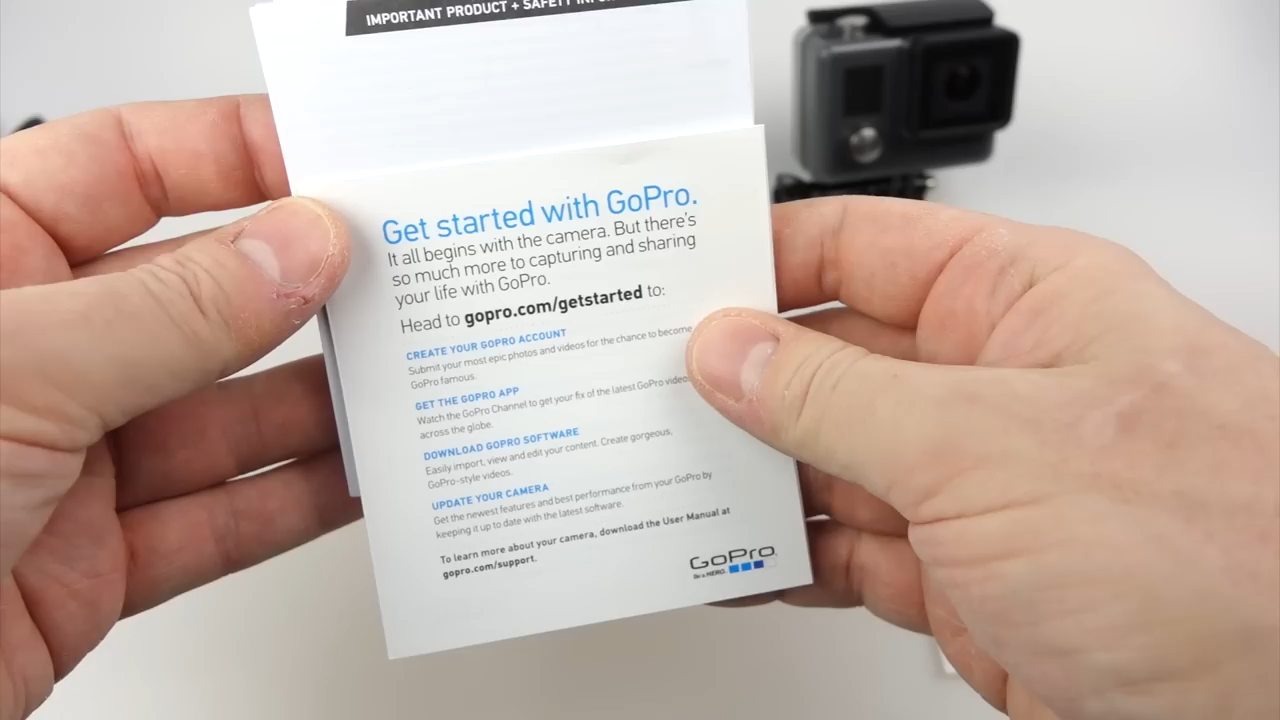 IMPORTANT PRODUCT + SAFETY
Get started with GoPro.
It all begins with the camera. But there's
so much more to capturing and sharing
your life with GoPro.
Head to gopro.com/getstarted to:
CREATE YOUR GOPRO ACCOUNT
Submit your most epic photos and videos for the chance to become
GoPro famous.
GET THE GOPRO APP
Watch the GoPro Channel to get your fix of the latest GoPro videos
across the globe.
DOWNLOAD GOPRO SOFTWARE
Easily import, view and edit your content. Create gorgeous,
GoPro-style videos.
UPDATE YOUR CAMERA
Get the newest features and best performance from your GoPro by
keeping it up to date with the latest software.
To learn more about your camera, download the User Manual at
gopro.com/support.
GoPro
Be a HERO.